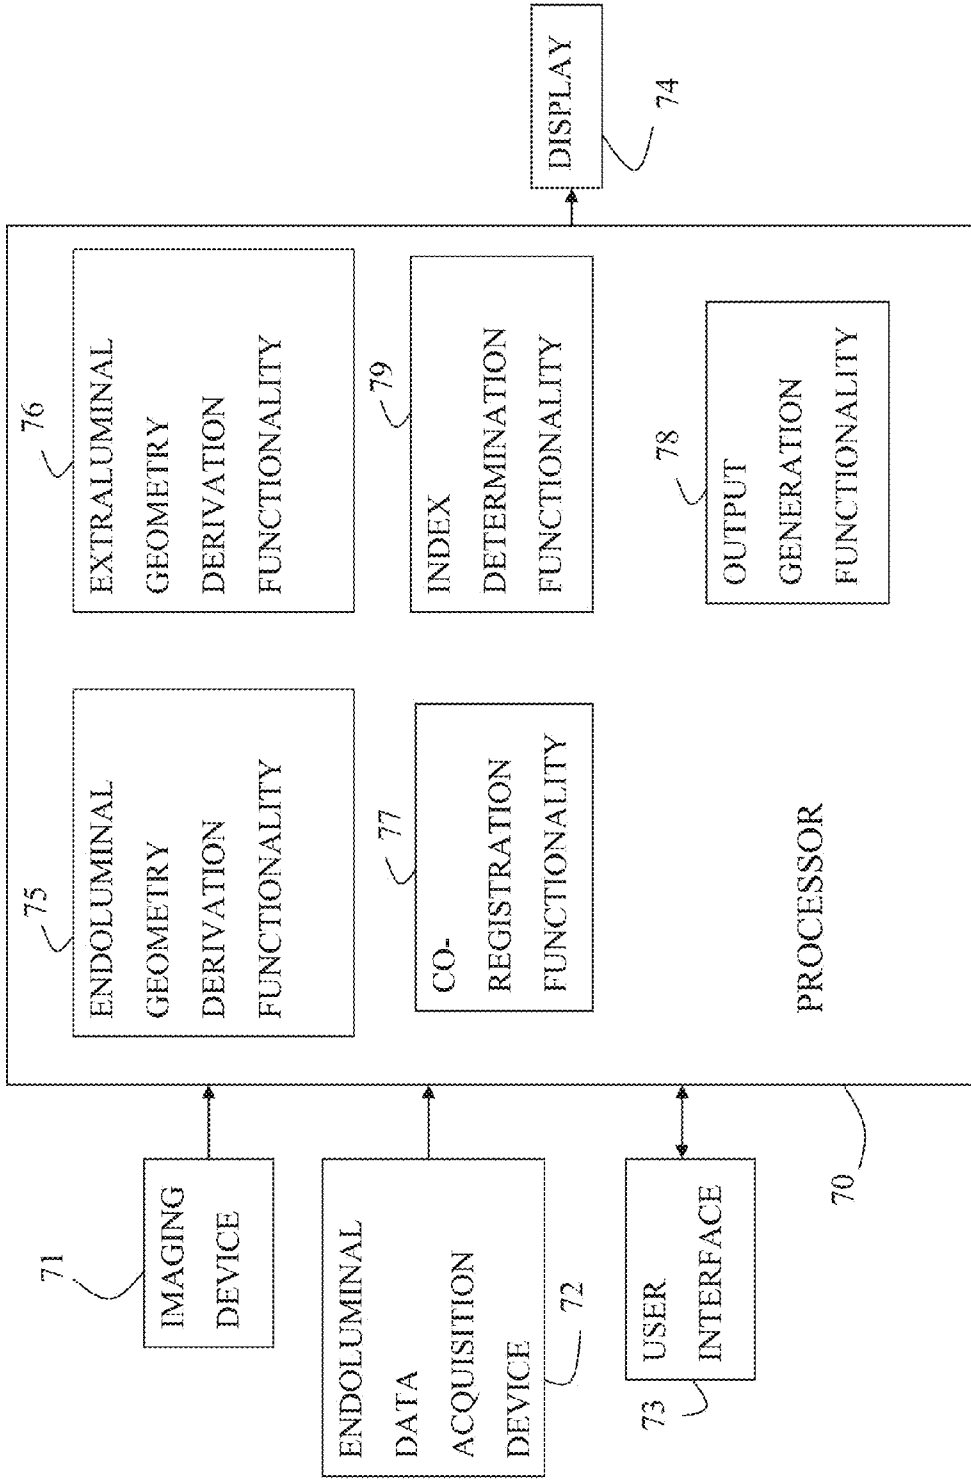 71
IMAGING
DEVICE
ENDOLUMINAL
DATA
ACQUISITION
DEVICE
72
USER
INTERFACE
73
70
75
ENDOLUMINAL
GEOMETRY
DERIVATION
FUNCTIONALITY
76
EXTRALUMINAL
GEOMETRY
DERIVATION
FUNCTIONALITY
77
CO-
REGISTRATION
FUNCTIONALITY
79
INDEX
DETERMINATION
FUNCTIONALITY
78
OUTPUT
GENERATION
FUNCTIONALITY
PROCESSOR
DISPLAY
74